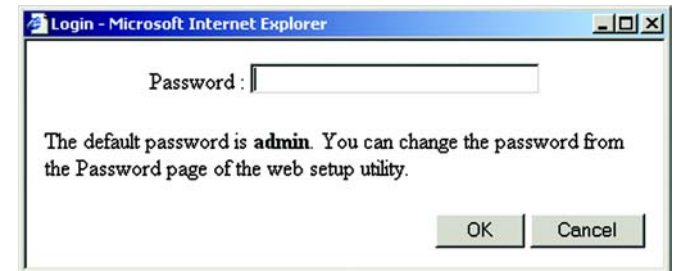 Login - Microsoft Internet Explorer
Password :
The default password is admin. You can change the password from
the Password page of the web setup utility.
OK Cancel